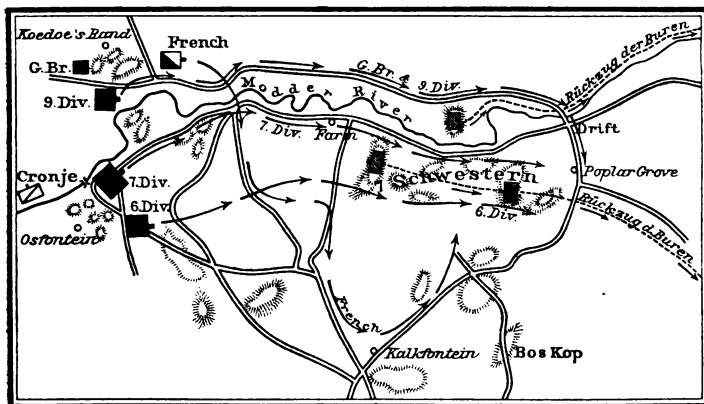 Koedoe's Rand
French
G. Br.
9. Div.
Modder River
G. Br. &
9. Div.
Rückzug der Buren
Drift
7. Div.
Farm
Cronje
7. Div.
6. Div.
Osfontein
7 Schwestern
6. Div.
Poplar Grove
Rückzug d. Buren
French
Kalkfontein
Bos Kop